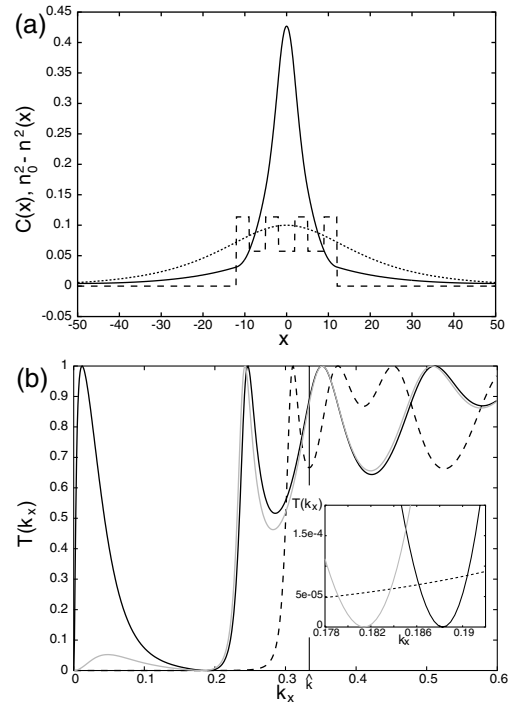 (a)
0.45
0.4
0.35
0.3
0.25
0.2
0.15
0.1
0.05
0
-0.05
C(x), n₀² - n²(x)
-50 -40 -30 -20 -10 0 10 20 30 40 50
x
(b)
1
0.9
0.8
0.7
0.6
0.5
0.4
0.3
0.2
0.1
0
T(kₓ)
T(kₓ)
1.5e-4
5e-05
0
0.178 0.182 0.186 0.19
kₓ
0 0.1 0.2 0.3 k̂ 0.4 0.5 0.6
kₓ